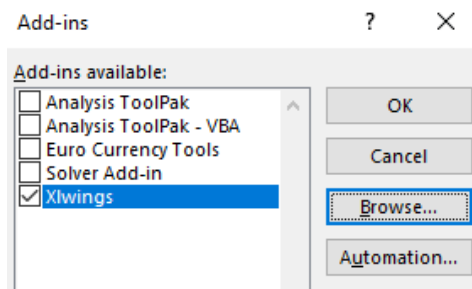 Add-ins ? ×
Add-ins available:
Analysis ToolPak
Analysis ToolPak - VBA
Euro Currency Tools
Solver Add-in
Xlwings
OK
Cancel
Browse...
Automation...